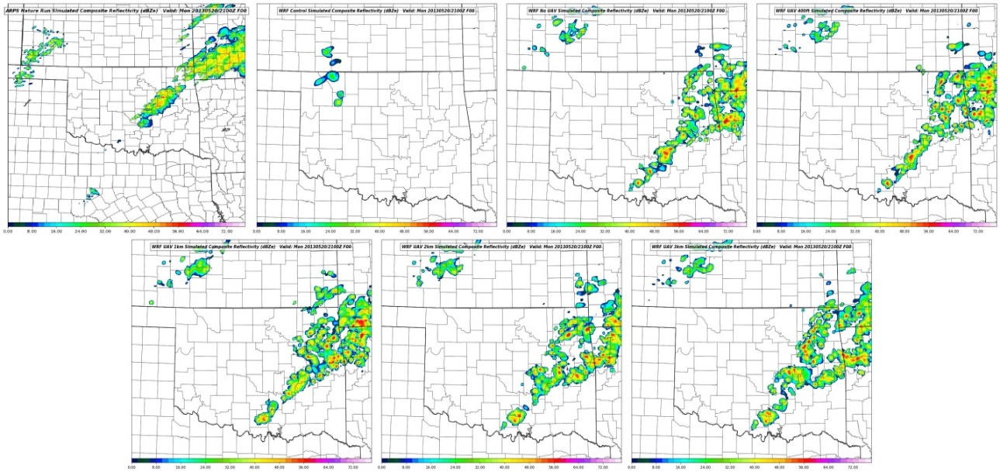 ARPS Nature Run Simulated Composite Reflectivity (dBZe) Valid: Mon 20130520/2100Z F00
WRF Control Simulated Composite Reflectivity (dBZe) Valid: Mon 20130520/2100Z F00
WRF No UAV Simulated Composite Reflectivity (dBZe) Valid: Mon 20130520/2100Z F00
WRF UAV 400ft Simulated Composite Reflectivity (dBZe) Valid: Mon 20130520/2100Z F00
0.00 8.00 16.00 24.00 32.00 40.00 48.00 56.00 64.00 72.00
0.00 8.00 16.00 24.00 32.00 40.00 48.00 56.00 64.00 72.00
0.00 8.00 16.00 24.00 32.00 40.00 48.00 56.00 64.00 72.00
0.00 8.00 16.00 24.00 32.00 40.00 48.00 56.00 64.00 72.00
WRF UAV 1km Simulated Composite Reflectivity (dBZe) Valid: Mon 20130520/2100Z F00
WRF UAV 2km Simulated Composite Reflectivity (dBZe) Valid: Mon 20130520/2100Z F00
WRF UAV 3km Simulated Composite Reflectivity (dBZe) Valid: Mon 20130520/2100Z F00
0.00 8.00 16.00 24.00 32.00 40.00 48.00 56.00 64.00 72.00
0.00 8.00 16.00 24.00 32.00 40.00 48.00 56.00 64.00 72.00
0.00 8.00 16.00 24.00 32.00 40.00 48.00 56.00 64.00 72.00